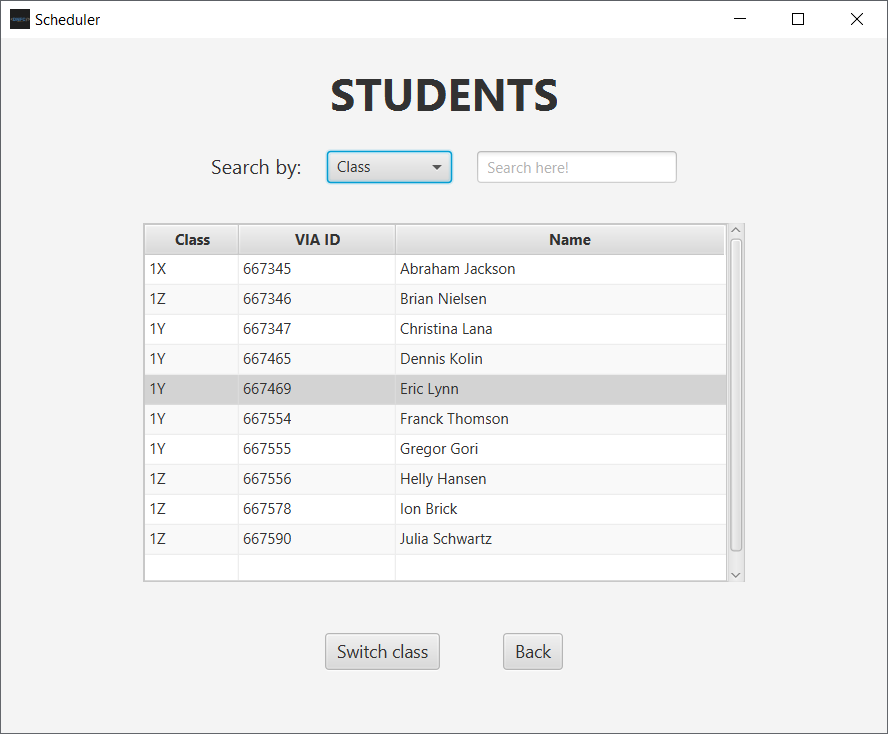 Scheduler
STUDENTS
Search by: Class Search here!
Class VIA ID Name
1X 667345 Abraham Jackson
1Z 667346 Brian Nielsen
1Y 667347 Christina Lana
1Y 667465 Dennis Kolin
1Y 667469 Eric Lynn
1Y 667554 Franck Thomson
1Y 667555 Gregor Gori
1Z 667556 Helly Hansen
1Z 667578 Ion Brick
1Z 667590 Julia Schwartz
Switch class Back